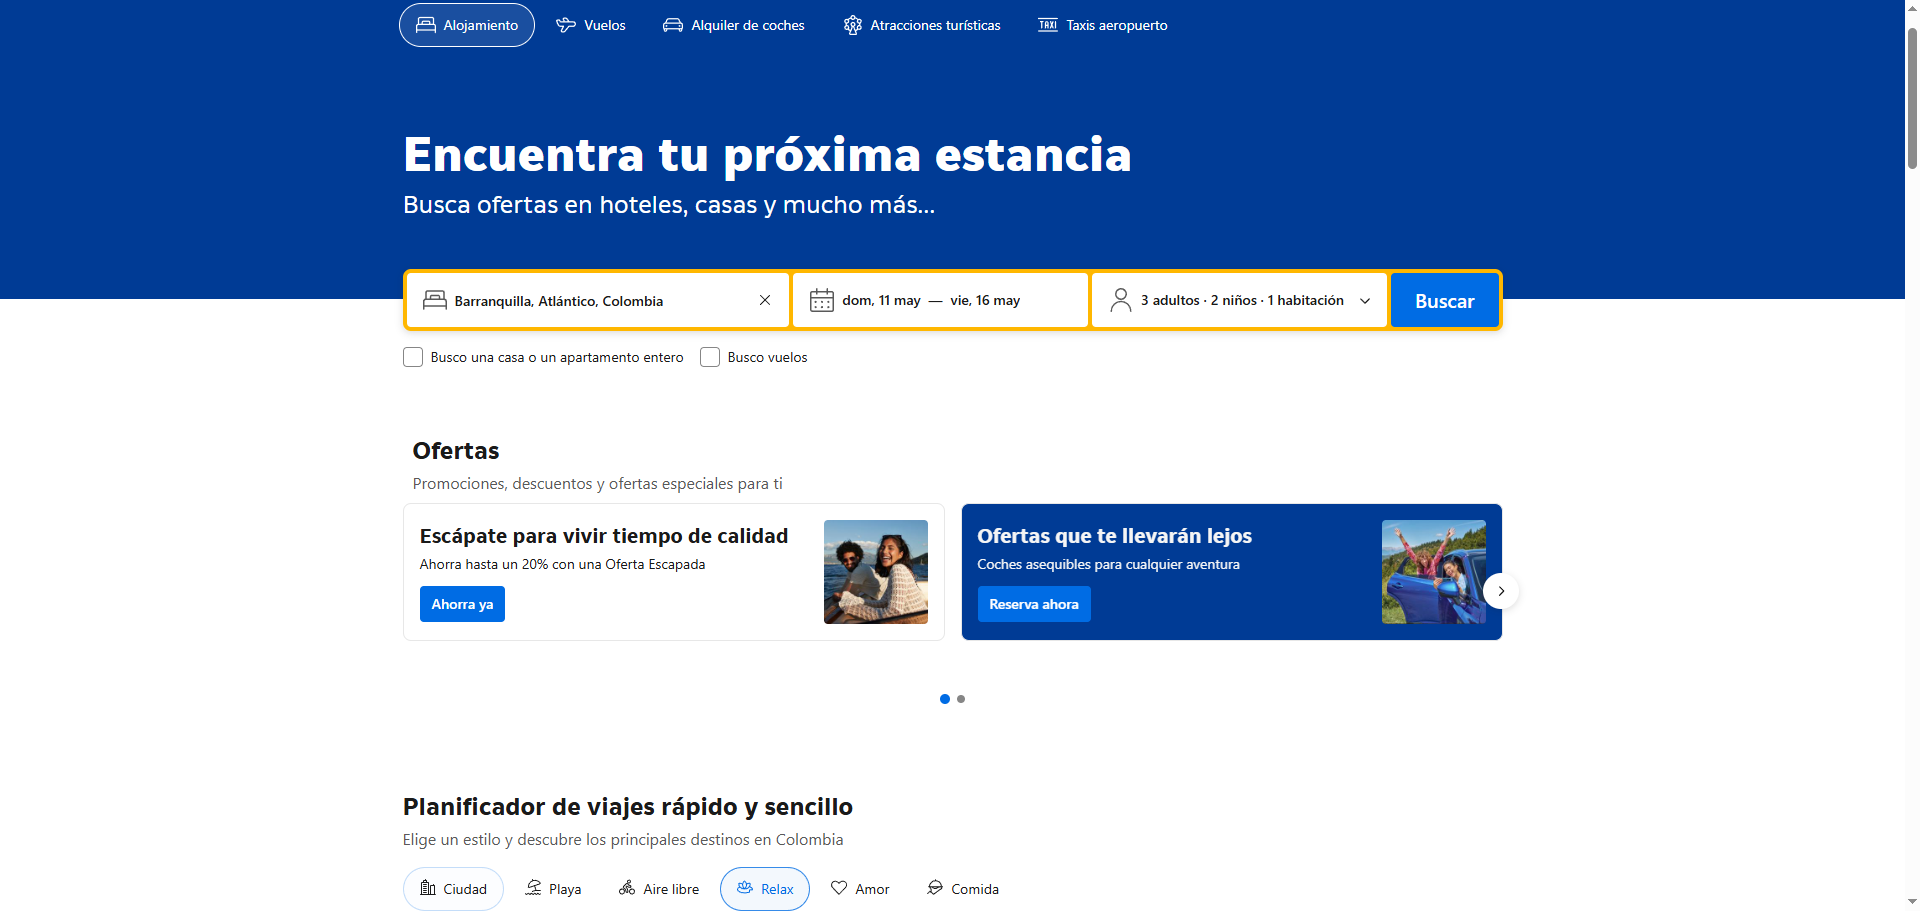 Alojamiento
Vuelos
Alquiler de coches
Atracciones turísticas
TAXI
Taxis aeropuerto
Encuentra tu próxima estancia
Busca ofertas en hoteles, casas y mucho más...
Barranquilla, Atlántico, Colombia
dom, 11 may — vie, 16 may
3 adultos · 2 niños · 1 habitación
Buscar
Busco una casa o un apartamento entero
Busco vuelos
Ofertas
Promociones, descuentos y ofertas especiales para ti
Escápate para vivir tiempo de calidad
Ahorra hasta un 20% con una Oferta Escapada
Ahorra ya
Ofertas que te llevarán lejos
Coches asequibles para cualquier aventura
Reserva ahora
Planificador de viajes rápido y sencillo
Elige un estilo y descubre los principales destinos en Colombia
Ciudad
Playa
Aire libre
Relax
Amor
Comida